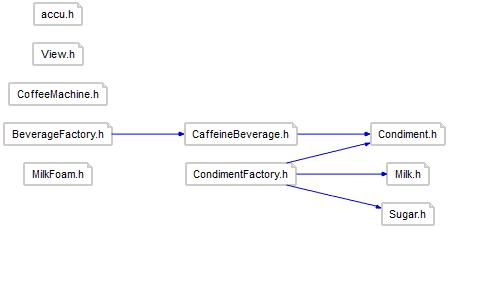 accu.h
View.h
CoffeeMachine.h
BeverageFactory.h
CaffeineBeverage.h
Condiment.h
MilkFoam.h
CondimentFactory.h
Milk.h
Sugar.h